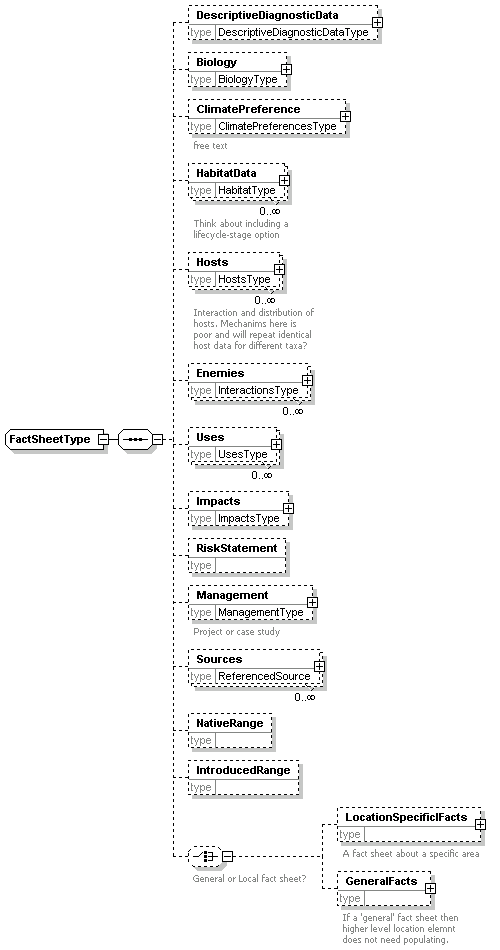 DescriptiveDiagnosticData
type DescriptiveDiagnosticDataType
Biology
type BiologyType
ClimatePreference
type ClimatePreferencesType
free text
HabitatData
type HabitatType
0..∞
Think about including a
lifecycle-stage option
Hosts
type HostsType
0..∞
Interaction and distribution of
hosts. Mechanims here is
poor and will repeat identical
host data for different taxa?
Enemies
type InteractionsType
0..∞
FactSheetType
Uses
type UsesType
0..∞
Impacts
type ImpactsType
RiskStatement
type
Management
type ManagementType
Project or case study
Sources
type ReferencedSource
0..∞
NativeRange
type
IntroducedRange
type
General or Local fact sheet?
LocationSpecificIFacts
type
A fact sheet about a specific area
GeneralFacts
type
If a 'general' fact sheet then
higher level location elemnt
does not need populating.